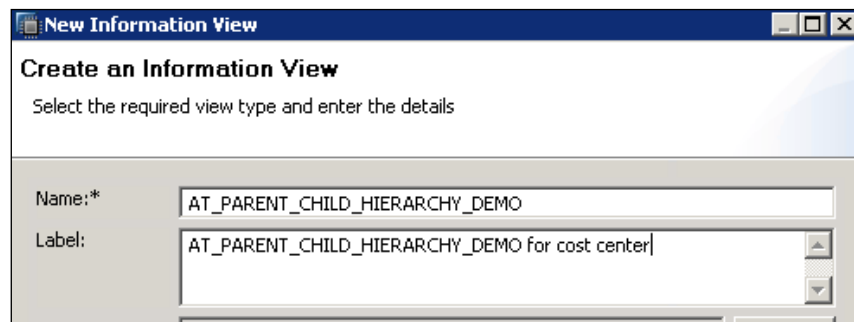 New Information View
Create an Information View
Select the required view type and enter the details
Name:* AT_PARENT_CHILD_HIERARCHY_DEMO
Label: AT_PARENT_CHILD_HIERARCHY_DEMO for cost center